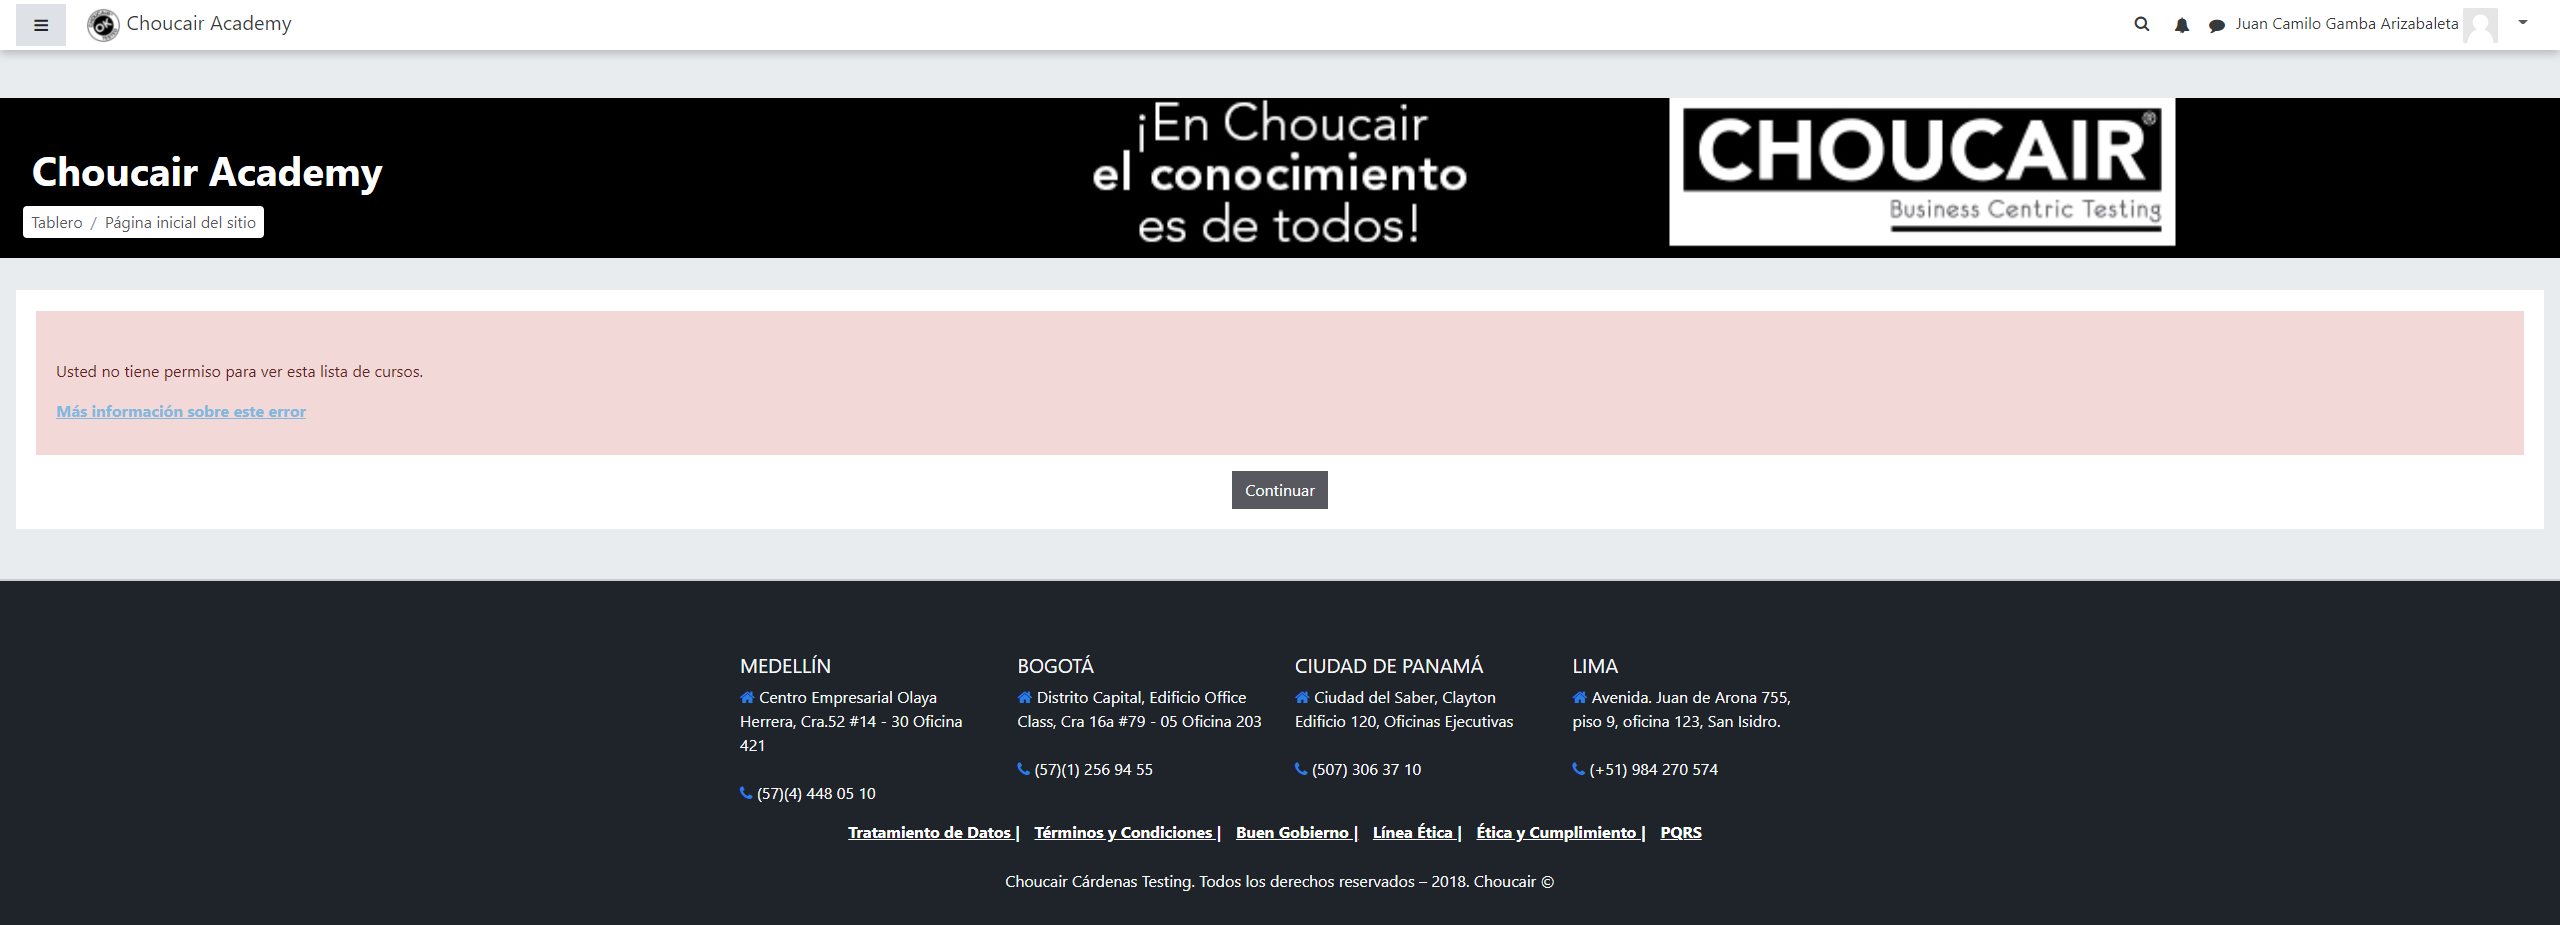 Choucair Academy
Juan Camilo Gamba Arizabaleta
Choucair Academy
Tablero / Página inicial del sitio
¡En Choucair
el conocimiento
es de todos!
CHOUCAIR®
Business Centric Testing
Usted no tiene permiso para ver esta lista de cursos.
Más información sobre este error
Continuar
MEDELLÍN
Centro Empresarial Olaya
Herrera, Cra.52 #14 - 30 Oficina
421
(57)(4) 448 05 10
BOGOTÁ
Distrito Capital, Edificio Office
Class, Cra 16a #79 - 05 Oficina 203
(57)(1) 256 94 55
CIUDAD DE PANAMÁ
Ciudad del Saber, Clayton
Edificio 120, Oficinas Ejecutivas
(507) 306 37 10
LIMA
Avenida. Juan de Arona 755,
piso 9, oficina 123, San Isidro.
(+51) 984 270 574
Tratamiento de Datos | Términos y Condiciones | Buen Gobierno | Línea Ética | Ética y Cumplimiento | PQRS
Choucair Cárdenas Testing. Todos los derechos reservados – 2018. Choucair ©